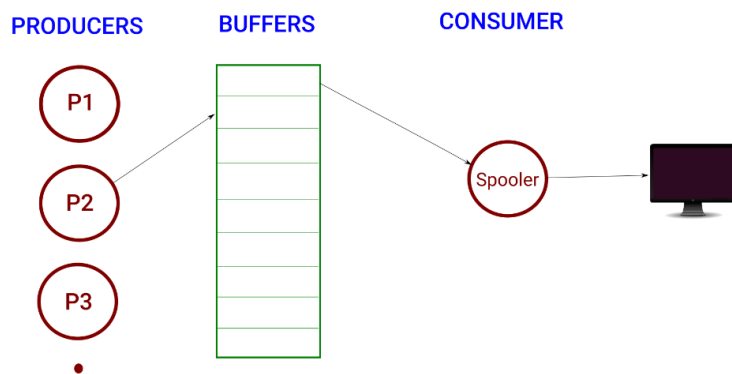 PRODUCERS
BUFFERS
CONSUMER
P1
P2
Spooler
P3